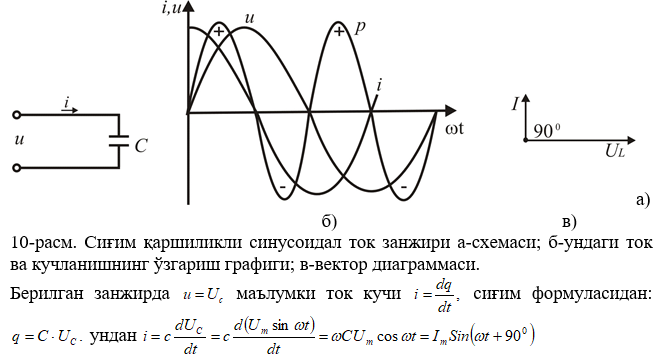 i,u
u
+
+
p
i
i
u
C
ωt
-
-
I
90⁰
U_L
а)
б) в)
10-расм. Сиғим қаршиликли синусоидал ток занжири а-схемаси; б-ундаги ток
ва кучланишнинг ўзгариш графиги; в-вектор диаграммаси.
Берилган занжирда u = U_c маълумки ток кучи i = dq/dt, сиғим формуласидан:
q = C · U_C. ундан i = c dU_C/dt = c d(U_m sin ωt)/dt = ωCU_m cos ωt = I_m Sin(ωt + 90⁰)